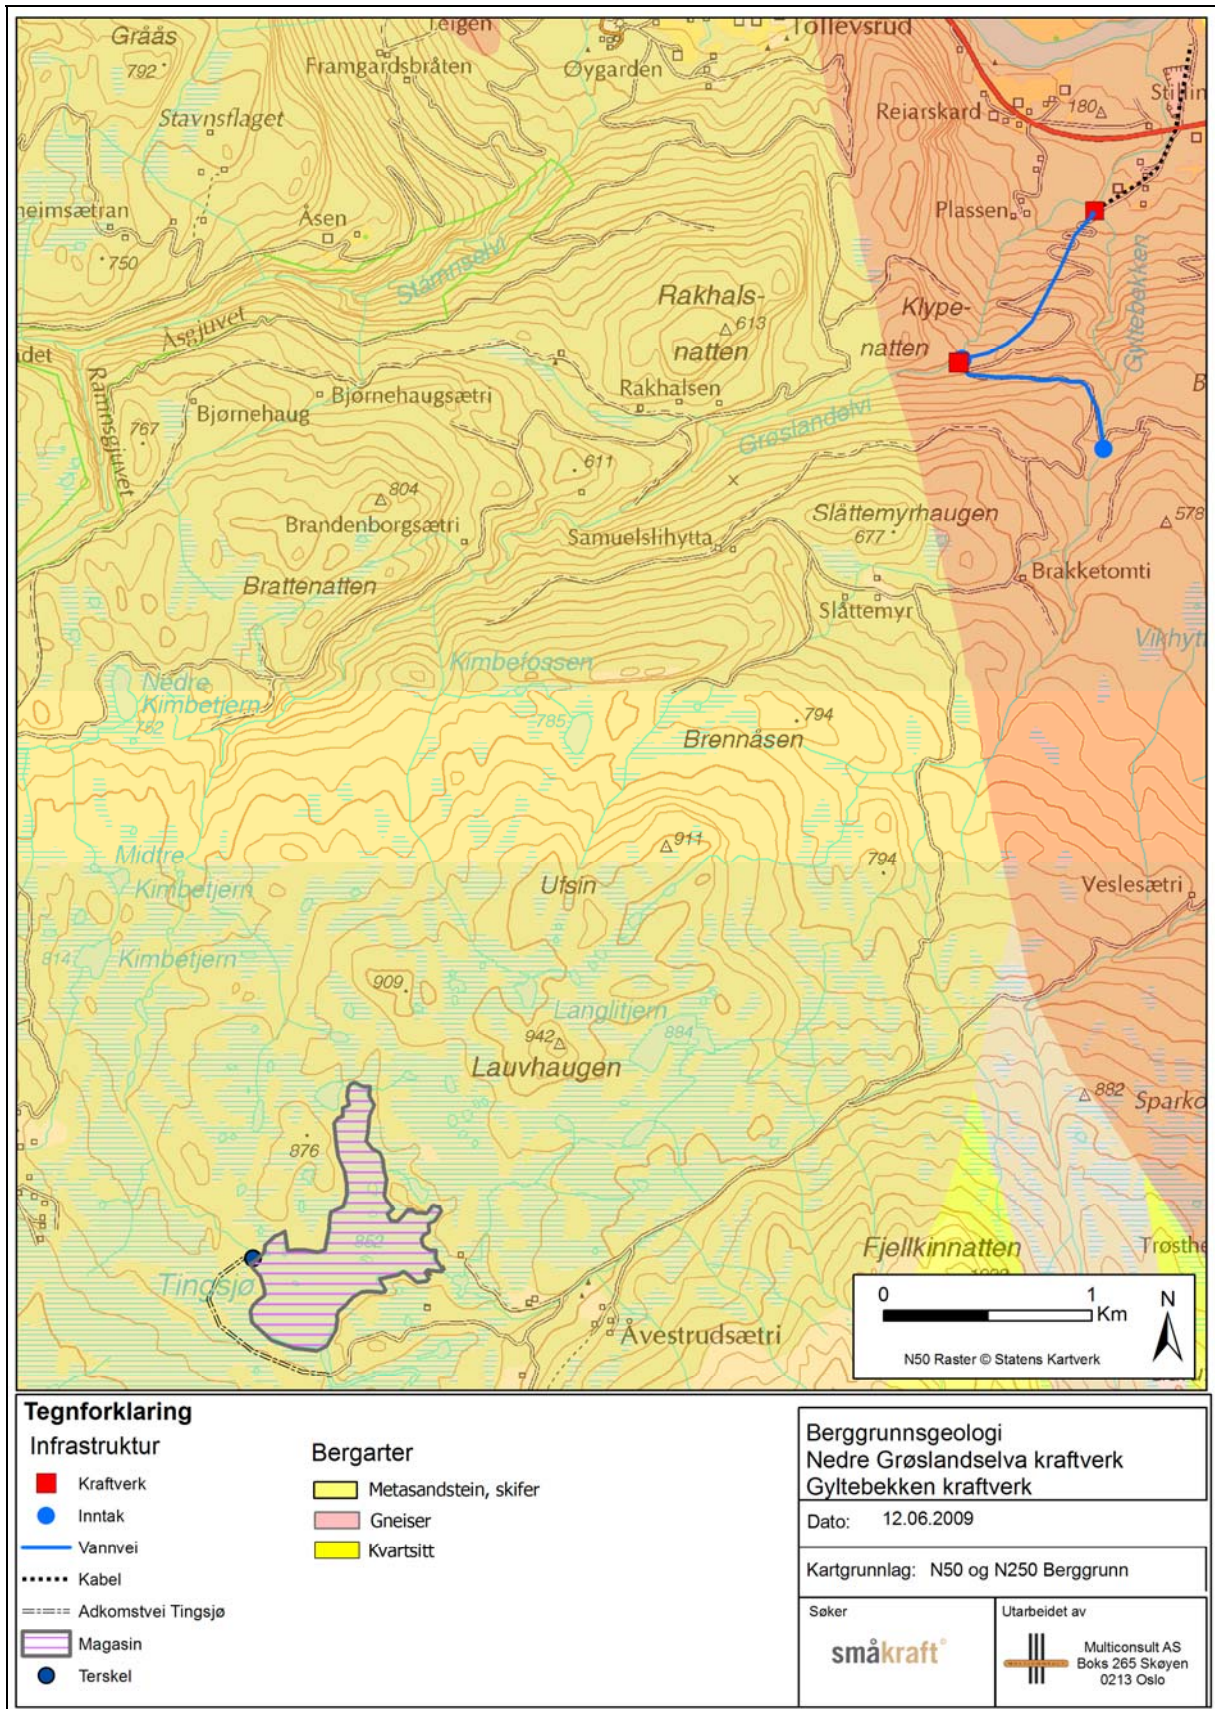 Gråås
792
Teigen
Tollevsrud
Framgardsbråten
Øygarden
Stavnsflaget
Reiarskard
180
neimsætran
Åsen
Plassen
750
Stamnselvi
Gyltebekken
Rakhals-
natten
613
Klype-
natten
Åsgjuvet
Ramnsgjuvet
Rakhalsen
Bjørnehaugsætri
Bjørnehaug
767
Grøslandselvi
611
804
Brandenborgsætri
Samuelslihytta
Slåttemyrhaugen
677
578
Brattenatten
Brakketomti
Slåttemyr
Kimbefossen
Nedre
Kimbetjern
752
785
794
Brennåsen
911
794
Midtre
Kimbetjern
Ufsin
Veslesætri
814
Kimbetjern
909
Langlitjern
884
942
Lauvhaugen
882
876
852
Fjellkinnatten
Tingsjø
Åvestrudsætri
0 1
Km
N
N50 Raster © Statens Kartverk
Tegnforklaring
Infrastruktur
Kraftverk
Inntak
Vannvei
Kabel
Adkomstvei Tingsjø
Magasin
Terskel
Bergarter
Metasandstein, skifer
Gneiser
Kvartsitt
Berggrunnsgeologi
Nedre Grøslandselva kraftverk
Gyltebekken kraftverk
Dato: 12.06.2009
Kartgrunnlag: N50 og N250 Berggrunn
Søker
småkraft
Utarbeidet av
Multiconsult AS
Boks 265 Skøyen
0213 Oslo